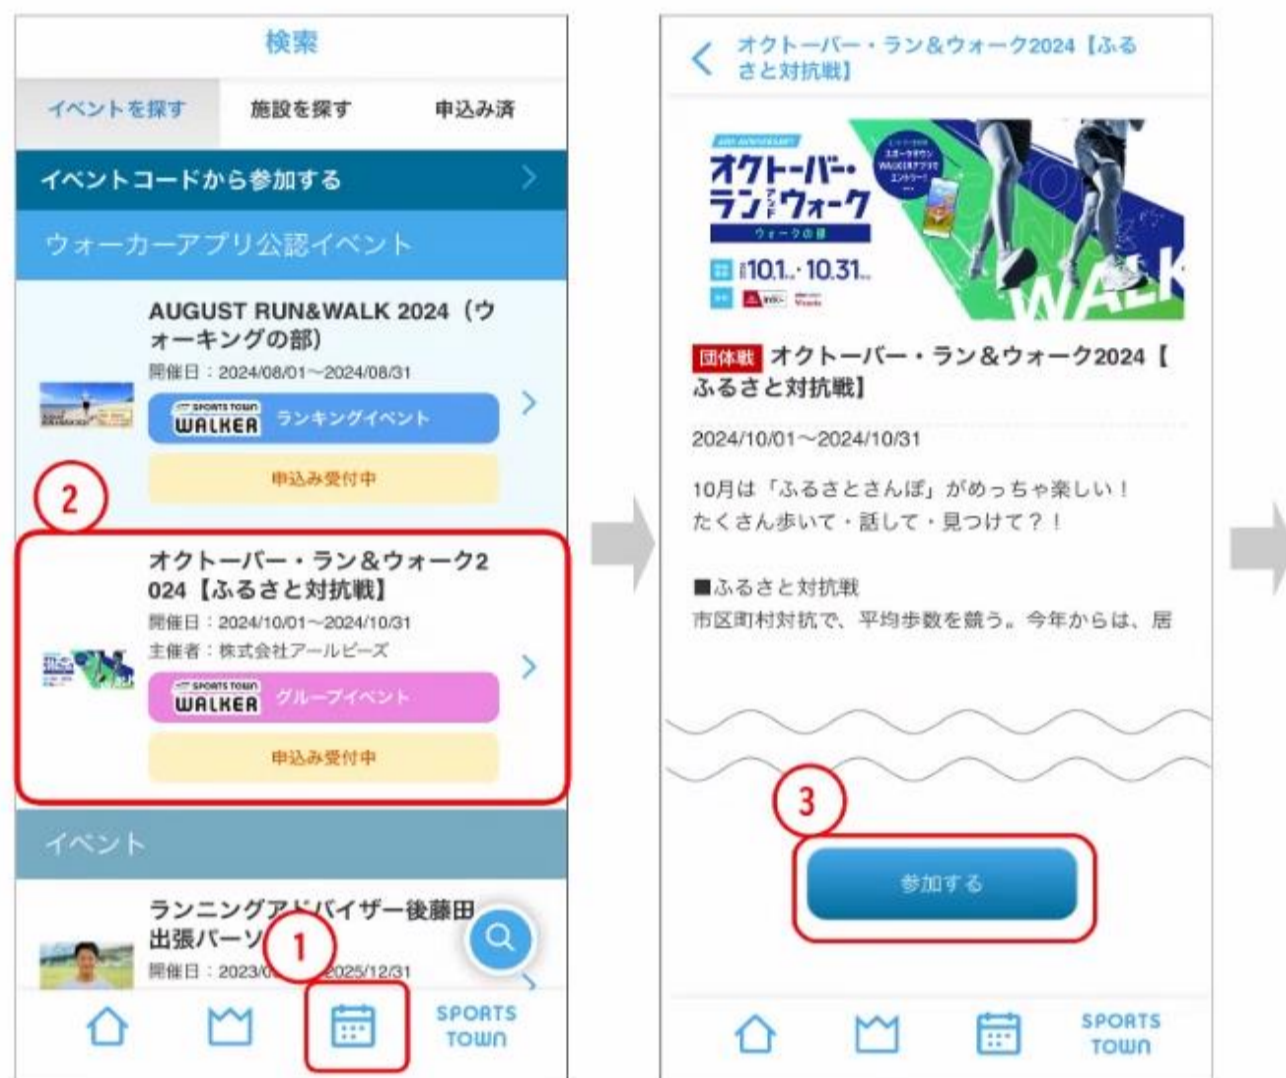 検索
イベントを探す
施設を探す
申込み済
イベントコードから参加する
ウォーカーアプリ公認イベント
AUGUST RUN&WALK 2024（ウ
ォーキングの部）
開催日：2024/08/01～2024/08/31
SPORTS TOWN
WALKER
ランキングイベント
申込み受付中
②
オクトーバー・ラン＆ウォーク2
024【ふるさと対抗戦】
開催日：2024/10/01～2024/10/31
主催者：株式会社アールビーズ
SPORTS TOWN
WALKER
グループイベント
申込み受付中
イベント
ランニングアドバイザー後藤田
出張パーソ
①
開催日：2023/0
2025/12/31
SPORTS
TOWN
オクトーバー・ラン＆ウォーク2024【ふる
さと対抗戦】
オクトーバー・
ランアンドウォーク
ウォークの部
10.1 - 10.31
WALK
団体戦 オクトーバー・ラン＆ウォーク2024【
ふるさと対抗戦】
2024/10/01～2024/10/31
10月は「ふるさとさんぽ」がめっちゃ楽しい！
たくさん歩いて・話して・見つけて？！
■ふるさと対抗戦
市区町村対抗で、平均歩数を競う。今年からは、居
③
参加する
SPORTS
TOWN